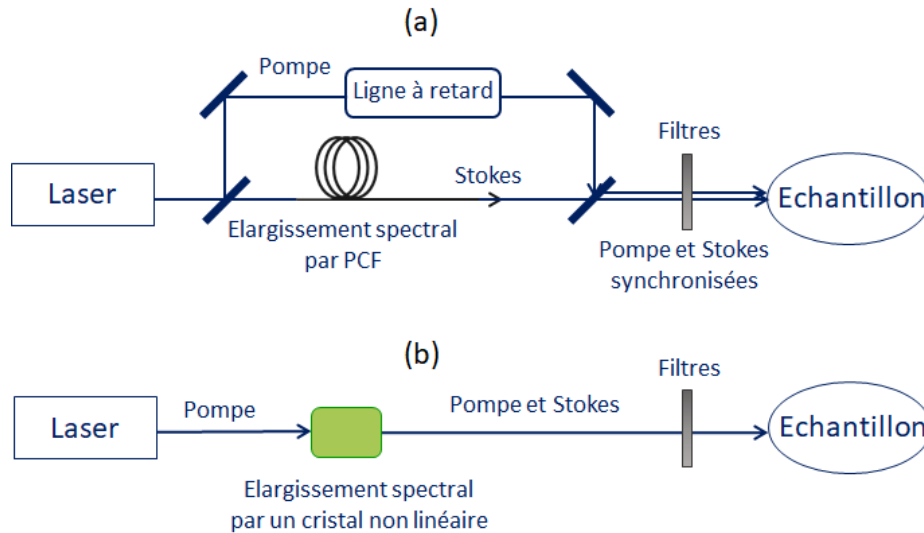 (a)
Pompe
Ligne à retard
Filtres
Laser
Stokes
Echantillon
Elargissement spectral
par PCF
Pompe et Stokes
synchronisées
(b)
Filtres
Laser
Pompe
Pompe et Stokes
Echantillon
Elargissement spectral
par un cristal non linéaire